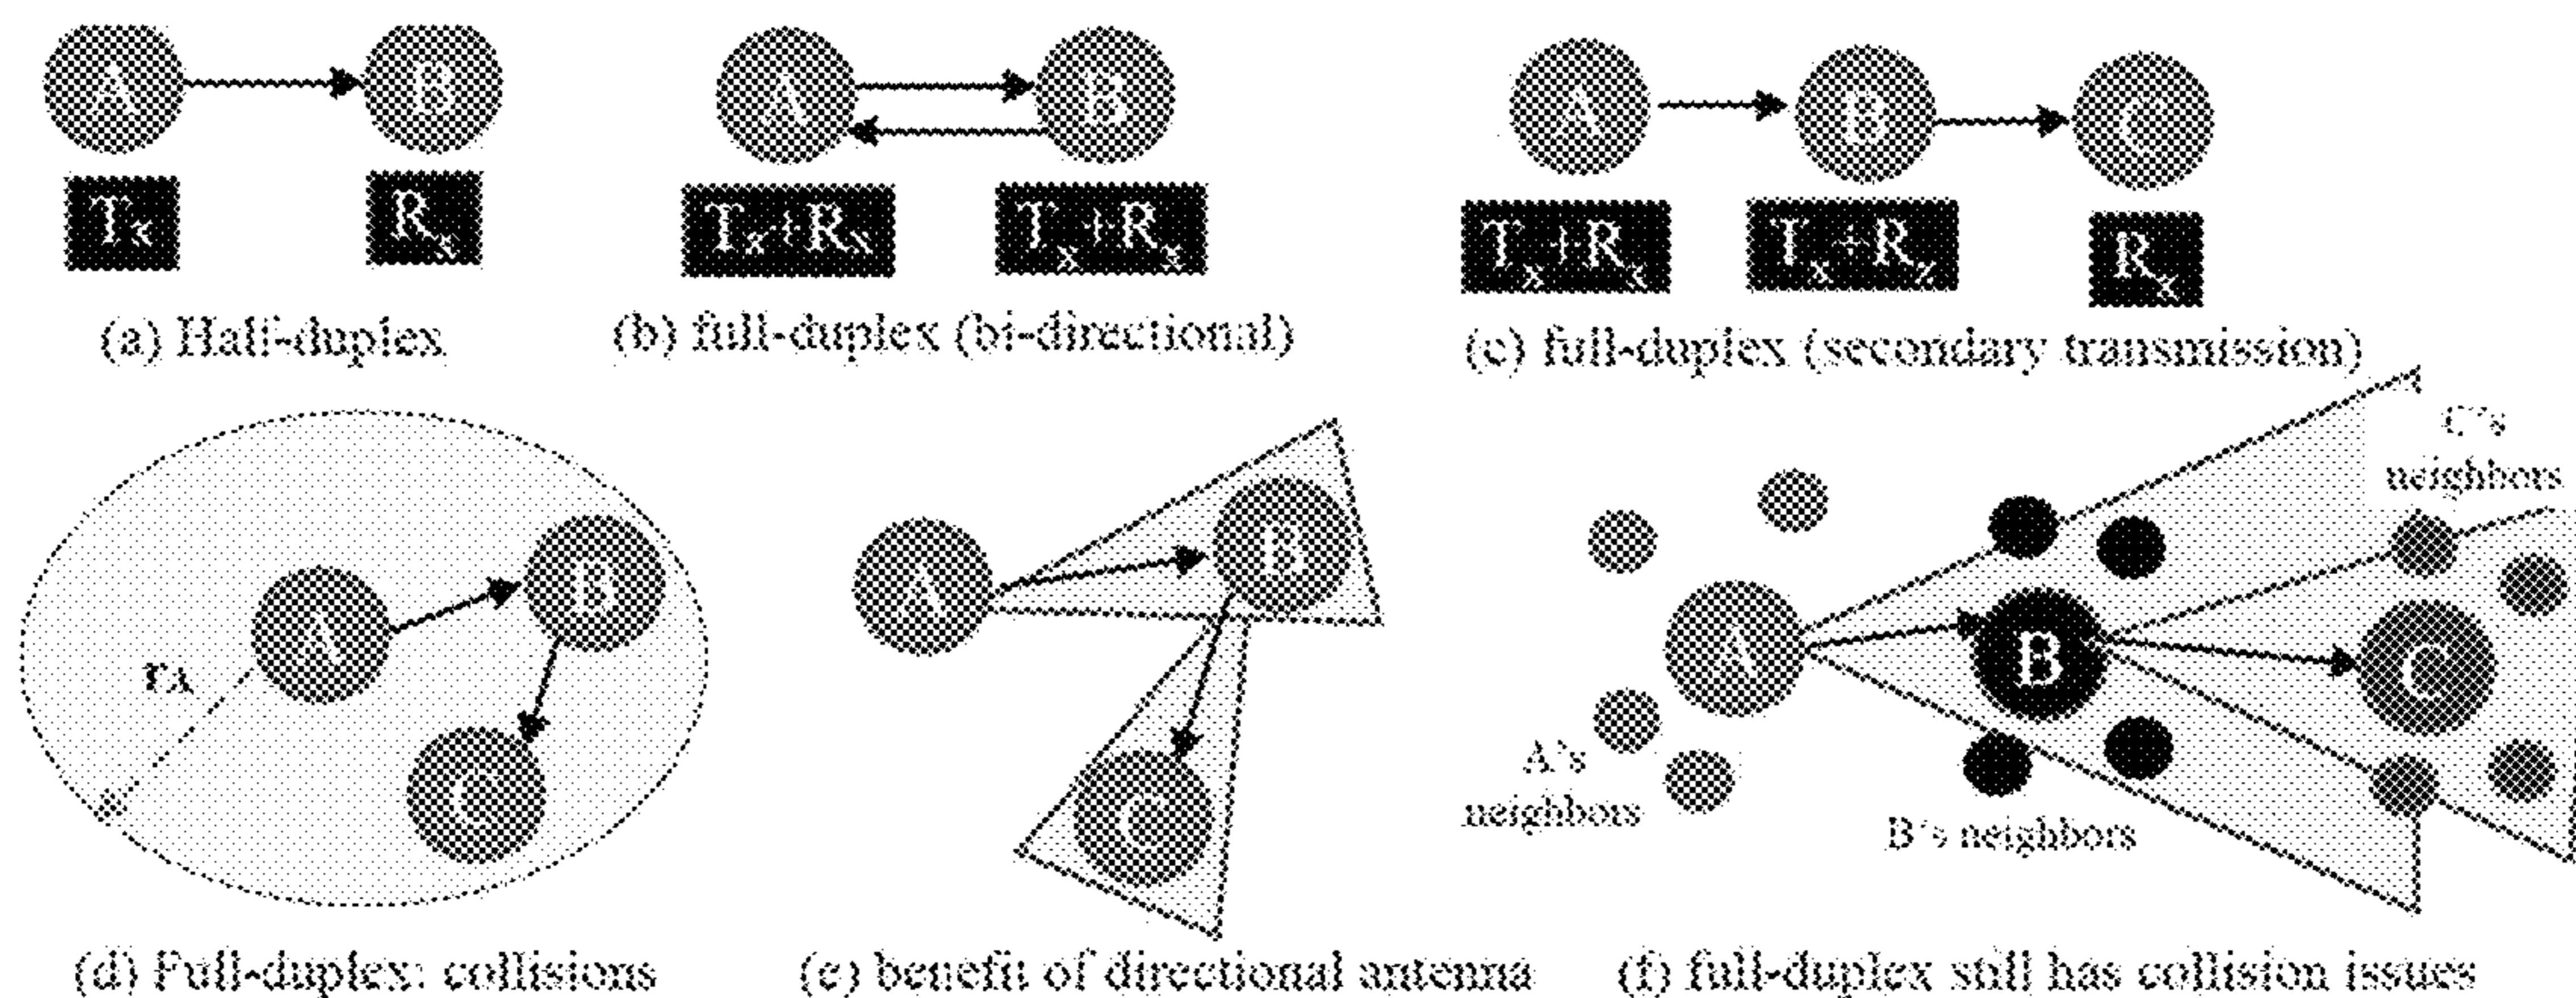 A B
Tx Rx
(a) Half-duplex
A B
Tx+Rx Tx+Rx
(b) full-duplex (bi-directional)
A B C
Tx+Rx Tx+Rx Rx
(c) full-duplex (secondary transmission)
A B
rA
C
(d) Full-duplex: collisions
A B
C
(e) benefit of directional antenna
C's
neighbors
A B C
A's
neighbors
B's neighbors
(f) full-duplex still has collision issues